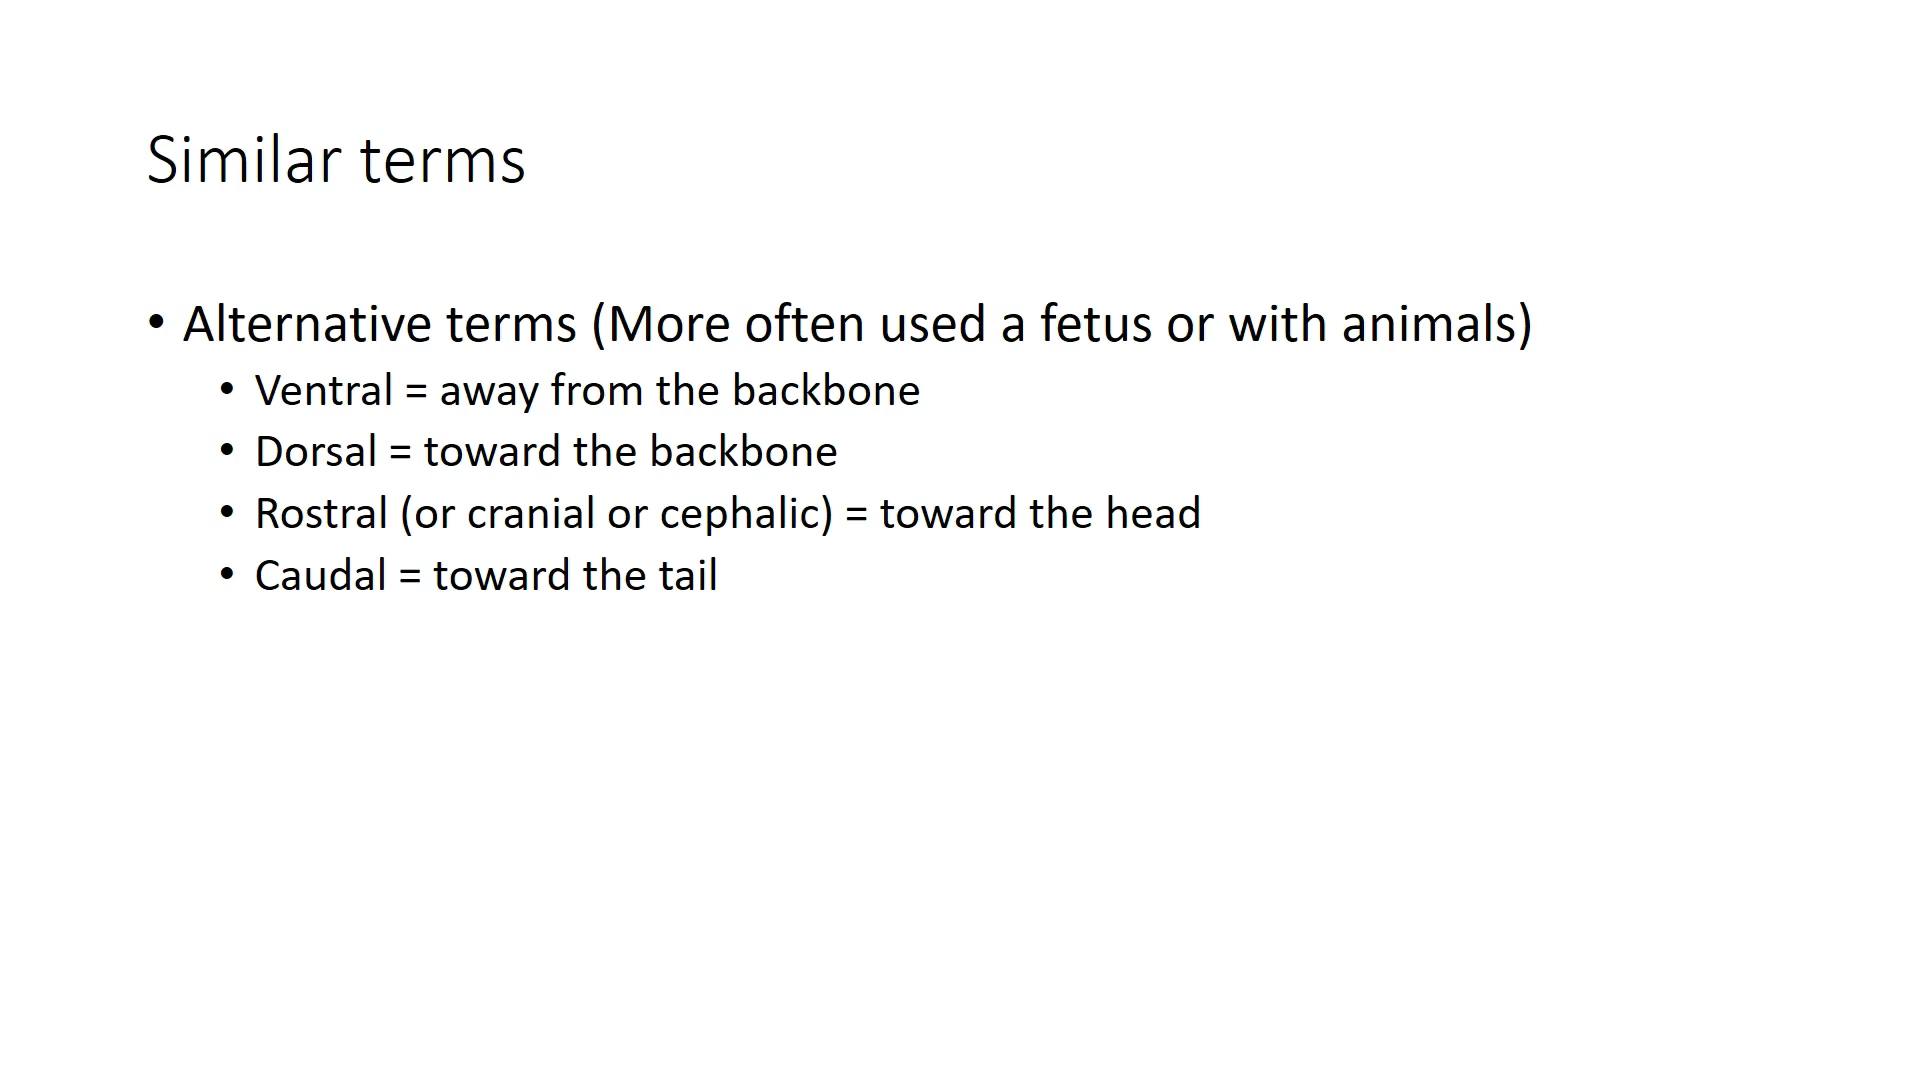 Similar terms
• Alternative terms (More often used a fetus or with animals)
• Ventral = away from the backbone
• Dorsal = toward the backbone
• Rostral (or cranial or cephalic) = toward the head
• Caudal = toward the tail